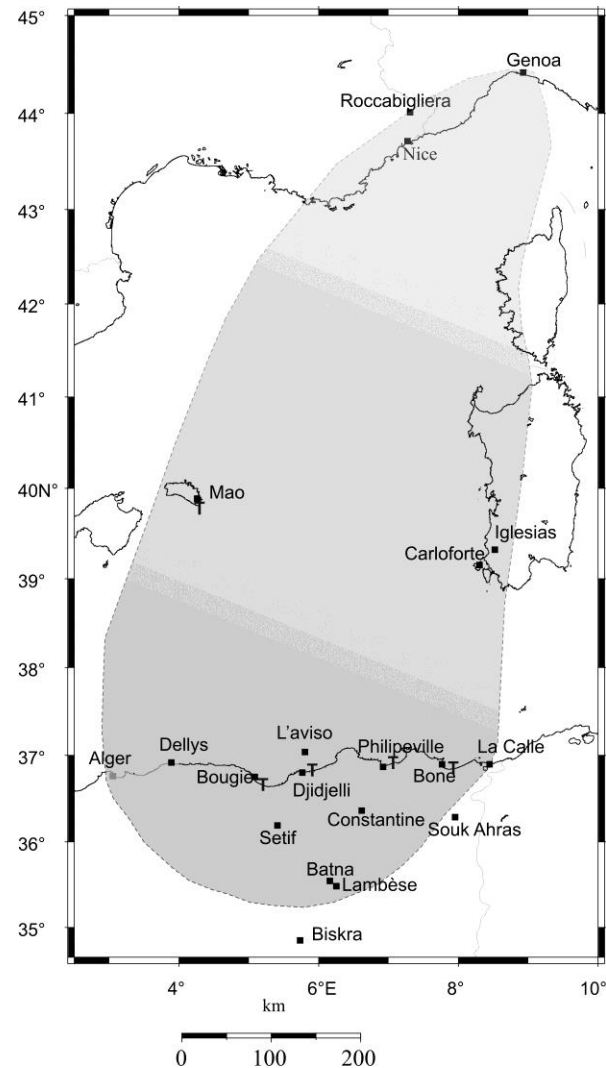 45°
Genoa
Roccabigliera
44°
Nice
43°
42°
41°
40N°
Mao
Iglesias
Carloforte
39°
38°
L'aviso
Philipeville
La Calle
Dellys
37°
Alger
Bougie
T
T
T
T
T
Bone
Djidjelli
Constantine
Souk Ahras
36°
Setif
Batna
Lambèse
35°
Biskra
4°
6°E
8°
10°
km
0
100
200